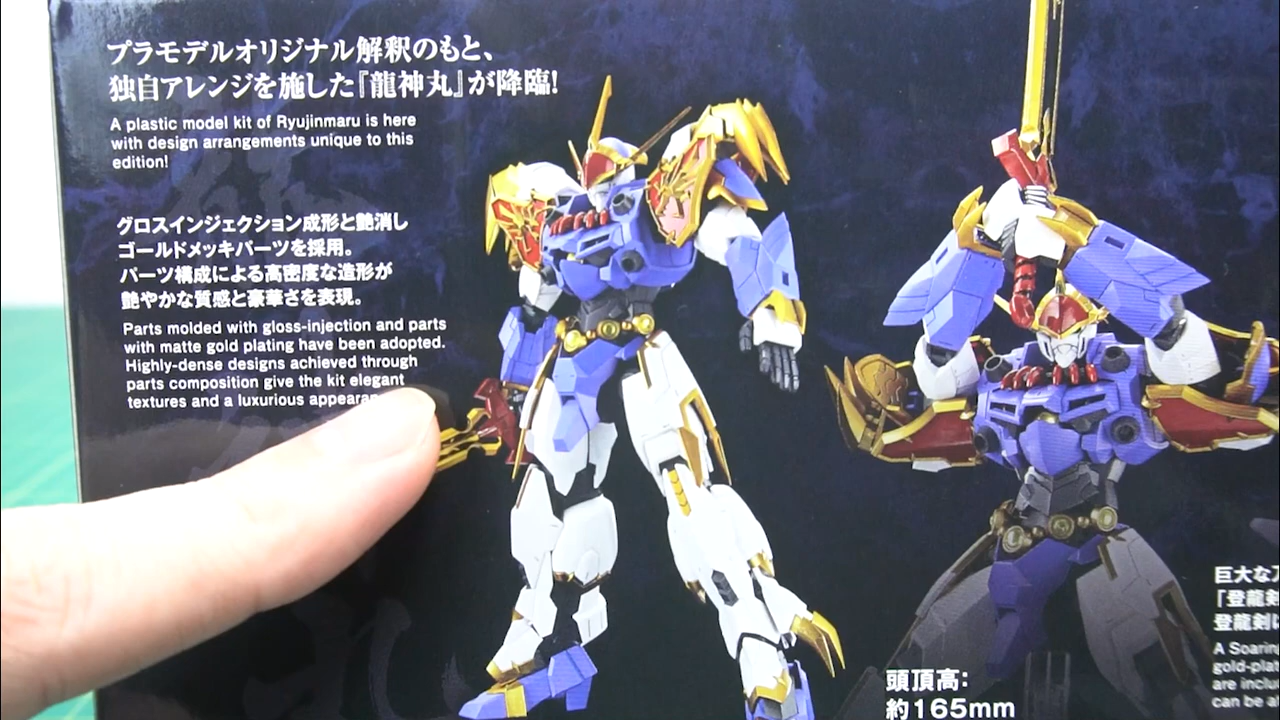 プラモデルオリジナル解釈のもと、
独自アレンジを施した『龍神丸』が降臨!
A plastic model kit of Ryujinmaru is here
with design arrangements unique to this
edition!
グロスインジェクション成形と艶消し
ゴールドメッキパーツを採用。
パーツ構成による高密度な造形が
艶やかな質感と豪華さを表現。
Parts molded with gloss-injection and parts
with matte gold plating have been adopted.
Highly-dense designs achieved through
parts composition give the kit elegant
textures and a luxurious
頭頂高:
約165mm
巨大な
「登龍剣
登龍剣
A
gold-plat
are
can be